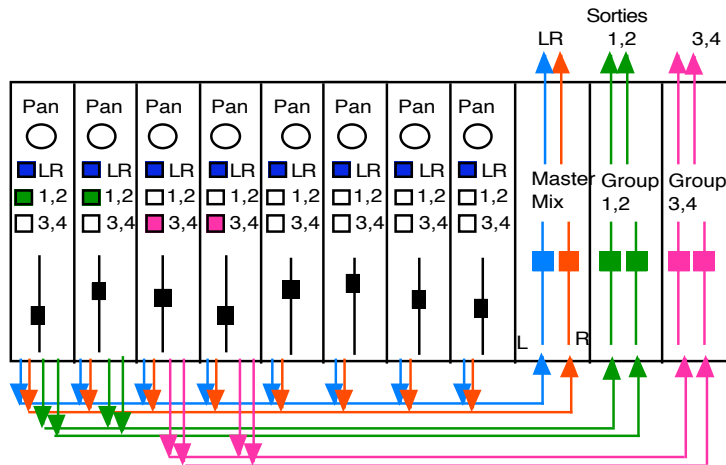 Sorties
LR 1,2 3,4
Pan Pan Pan Pan Pan Pan Pan Pan
LR LR LR LR LR LR LR LR
1,2 1,2 1,2 1,2 1,2 1,2 1,2 1,2
3,4 3,4 3,4 3,4 3,4 3,4 3,4 3,4
Master Group Group
Mix 1,2 3,4
L R